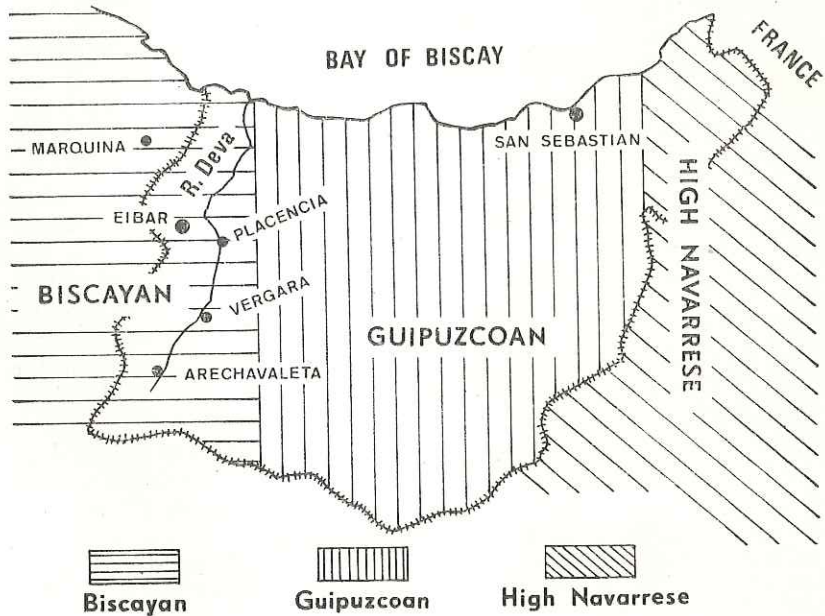 BAY OF BISCAY
FRANCE
MARQUINA
R. Deva
SAN SEBASTIAN
EIBAR
PLACENCIA
HIGH NAVARRESE
BISCAYAN
VERGARA
GUIPUZCOAN
ARECHAVALETA
Biscayan
Guipuzcoan
High Navarrese